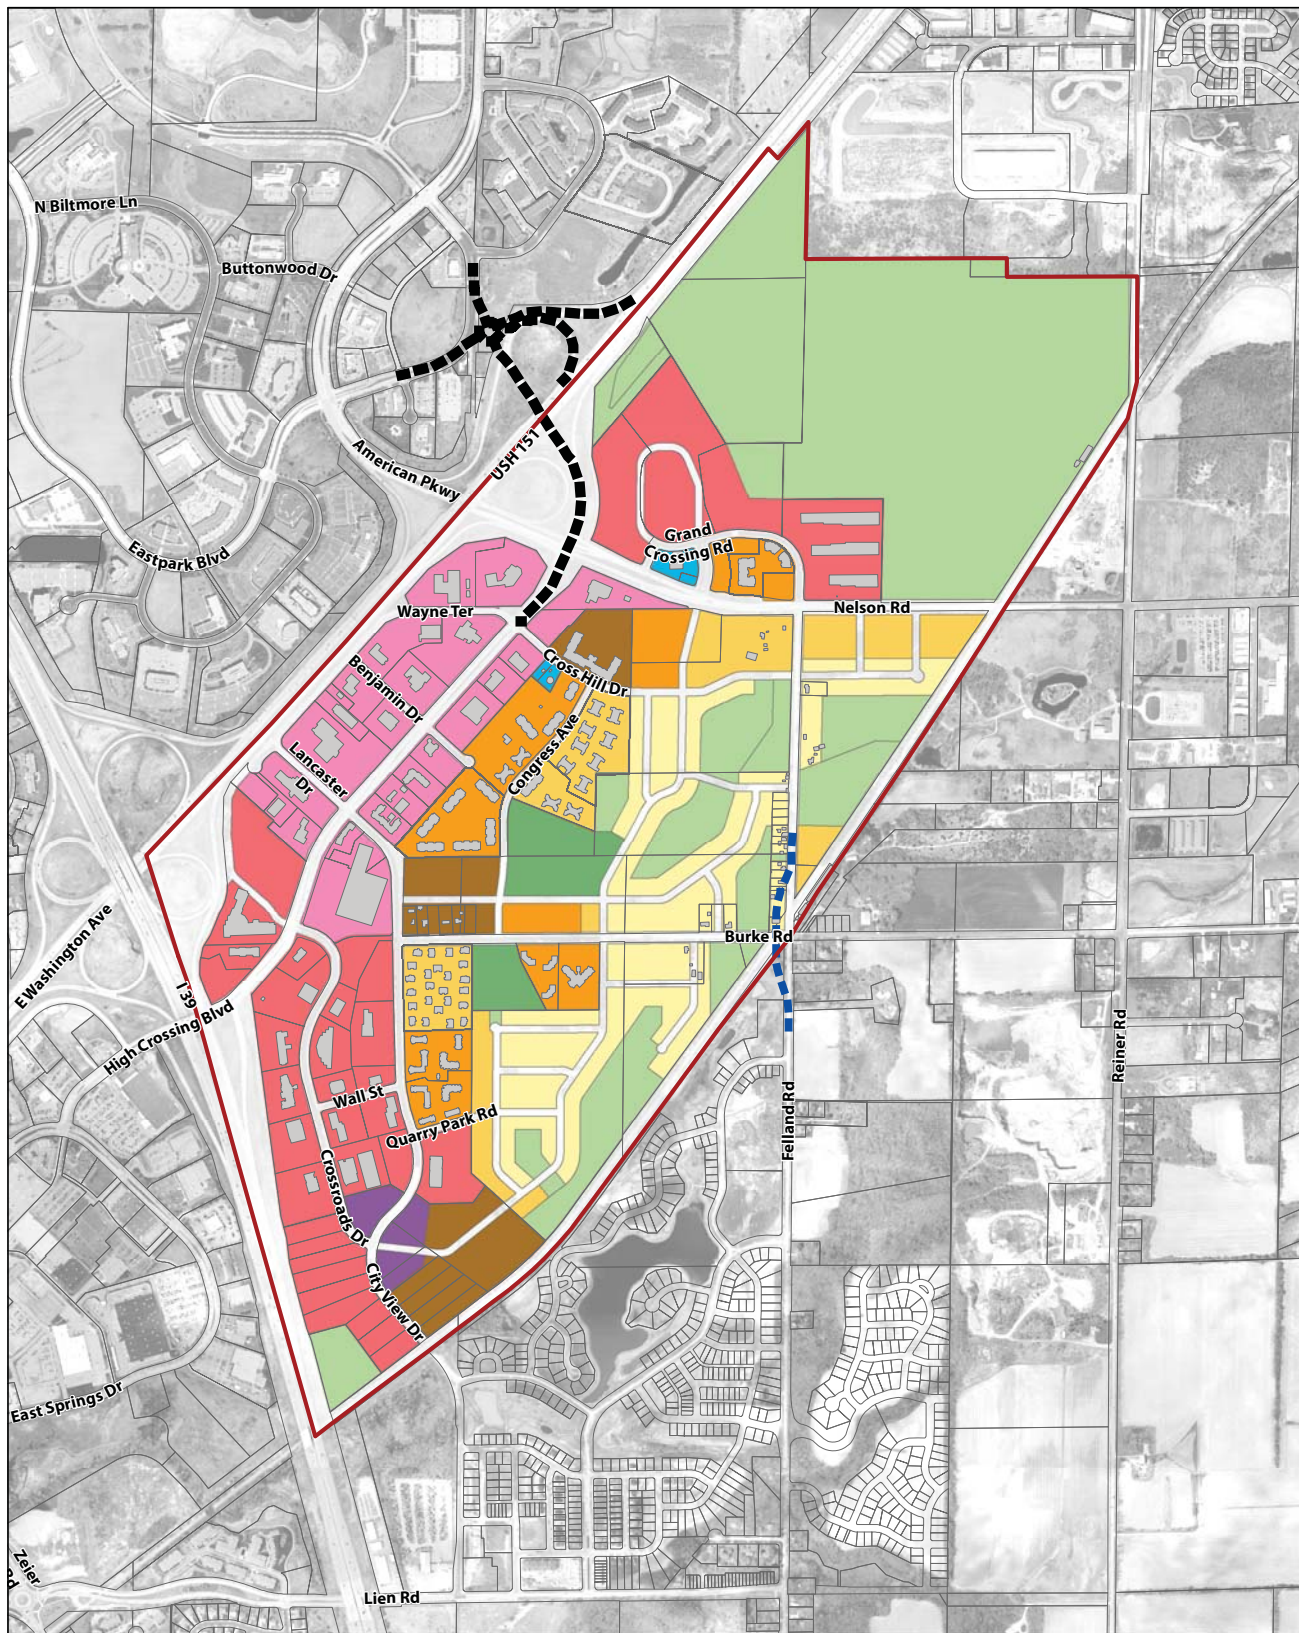 N Biltmore Ln
Buttonwood Dr
USH 151
American Pkwy
Eastpark Blvd
Grand
Crossing Rd
Nelson Rd
Wayne Ter
Benjamin Dr
Cross Hill Dr
Congress Ave
Lancaster
Dr
E Washington Ave
Burke Rd
I 39
High Crossing Blvd
Reiner Rd
Wall St
Quarry Park Rd
Felland Rd
Crossroads Dr
City View Dr
East Springs Dr
Zeier
Rd
Lien Rd